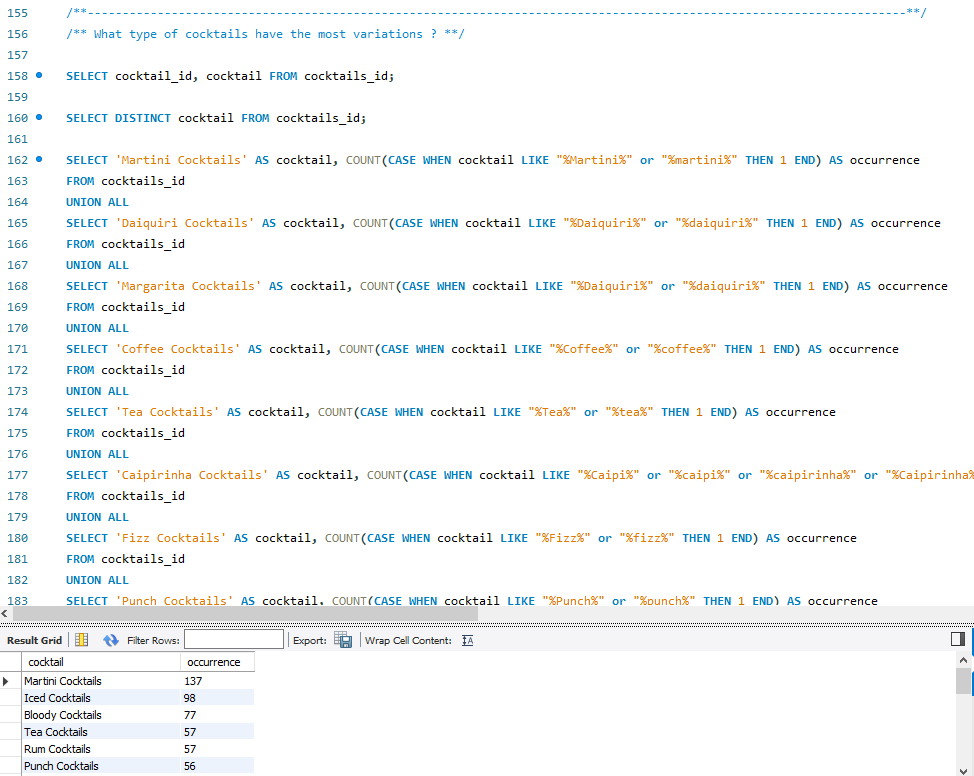 155 /**---------------------------------------------------------------------------------------------------------------------**/
156 /** What type of cocktails have the most variations ? **/
157
158 SELECT cocktail_id, cocktail FROM cocktails_id;
159
160 SELECT DISTINCT cocktail FROM cocktails_id;
161
162 SELECT 'Martini Cocktails' AS cocktail, COUNT(CASE WHEN cocktail LIKE "%Martini%" or "%martini%" THEN 1 END) AS occurrence
163 FROM cocktails_id
164 UNION ALL
165 SELECT 'Daiquiri Cocktails' AS cocktail, COUNT(CASE WHEN cocktail LIKE "%Daiquiri%" or "%daiquiri%" THEN 1 END) AS occurrence
166 FROM cocktails_id
167 UNION ALL
168 SELECT 'Margarita Cocktails' AS cocktail, COUNT(CASE WHEN cocktail LIKE "%Daiquiri%" or "%daiquiri%" THEN 1 END) AS occurrence
169 FROM cocktails_id
170 UNION ALL
171 SELECT 'Coffee Cocktails' AS cocktail, COUNT(CASE WHEN cocktail LIKE "%Coffee%" or "%coffee%" THEN 1 END) AS occurrence
172 FROM cocktails_id
173 UNION ALL
174 SELECT 'Tea Cocktails' AS cocktail, COUNT(CASE WHEN cocktail LIKE "%Tea%" or "%tea%" THEN 1 END) AS occurrence
175 FROM cocktails_id
176 UNION ALL
177 SELECT 'Caipirinha Cocktails' AS cocktail, COUNT(CASE WHEN cocktail LIKE "%Caipi%" or "%caipi%" or "%caipirinha%" or "%Caipirinha%
178 FROM cocktails_id
179 UNION ALL
180 SELECT 'Fizz Cocktails' AS cocktail, COUNT(CASE WHEN cocktail LIKE "%Fizz%" or "%fizz%" THEN 1 END) AS occurrence
181 FROM cocktails_id
182 UNION ALL
183 SELECT 'Punch Cocktails' AS cocktail, COUNT(CASE WHEN cocktail LIKE "%Punch%" or "%punch%" THEN 1 END) AS occurrence
Result Grid Filter Rows: Export: Wrap Cell Content: IA
cocktail occurrence
Martini Cocktails 137
Iced Cocktails 98
Bloody Cocktails 77
Tea Cocktails 57
Rum Cocktails 57
Punch Cocktails 56